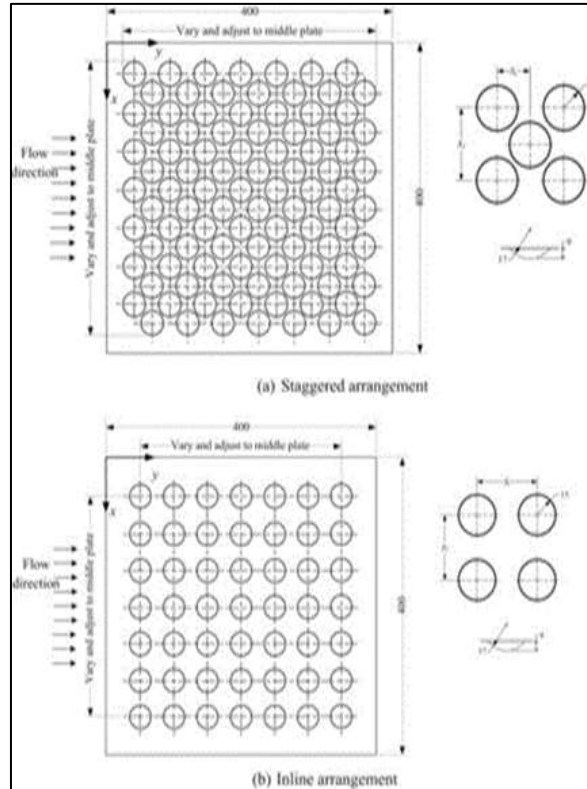 400
Vary and adjust to middle plate
y
x
Flow
direction
Vary and adjust to middle plate
400
(a) Staggered arrangement
400
Vary and adjust to middle plate
y
x
Flow
direction
Vary and adjust to middle plate
400
15
(b) Inline arrangement